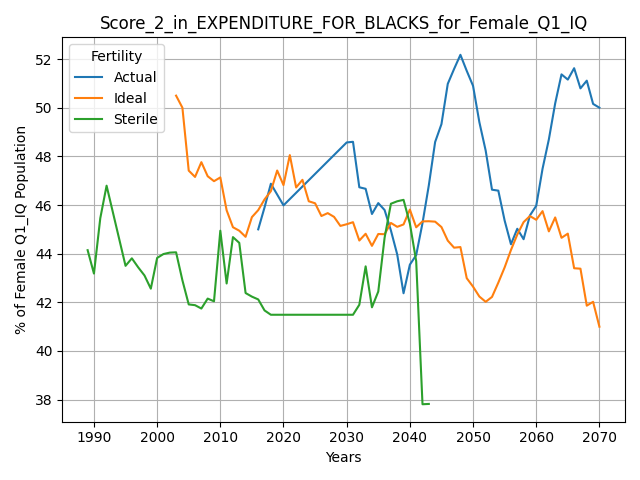 Score_2_in_EXPENDITURE_FOR_BLACKS_for_Female_Q1_IQ
Fertility
Actual
Ideal
Sterile
% of Female Q1_IQ Population
52
50
48
46
44
42
40
38
1990
2000
2010
2020
2030
2040
2050
2060
2070
Years